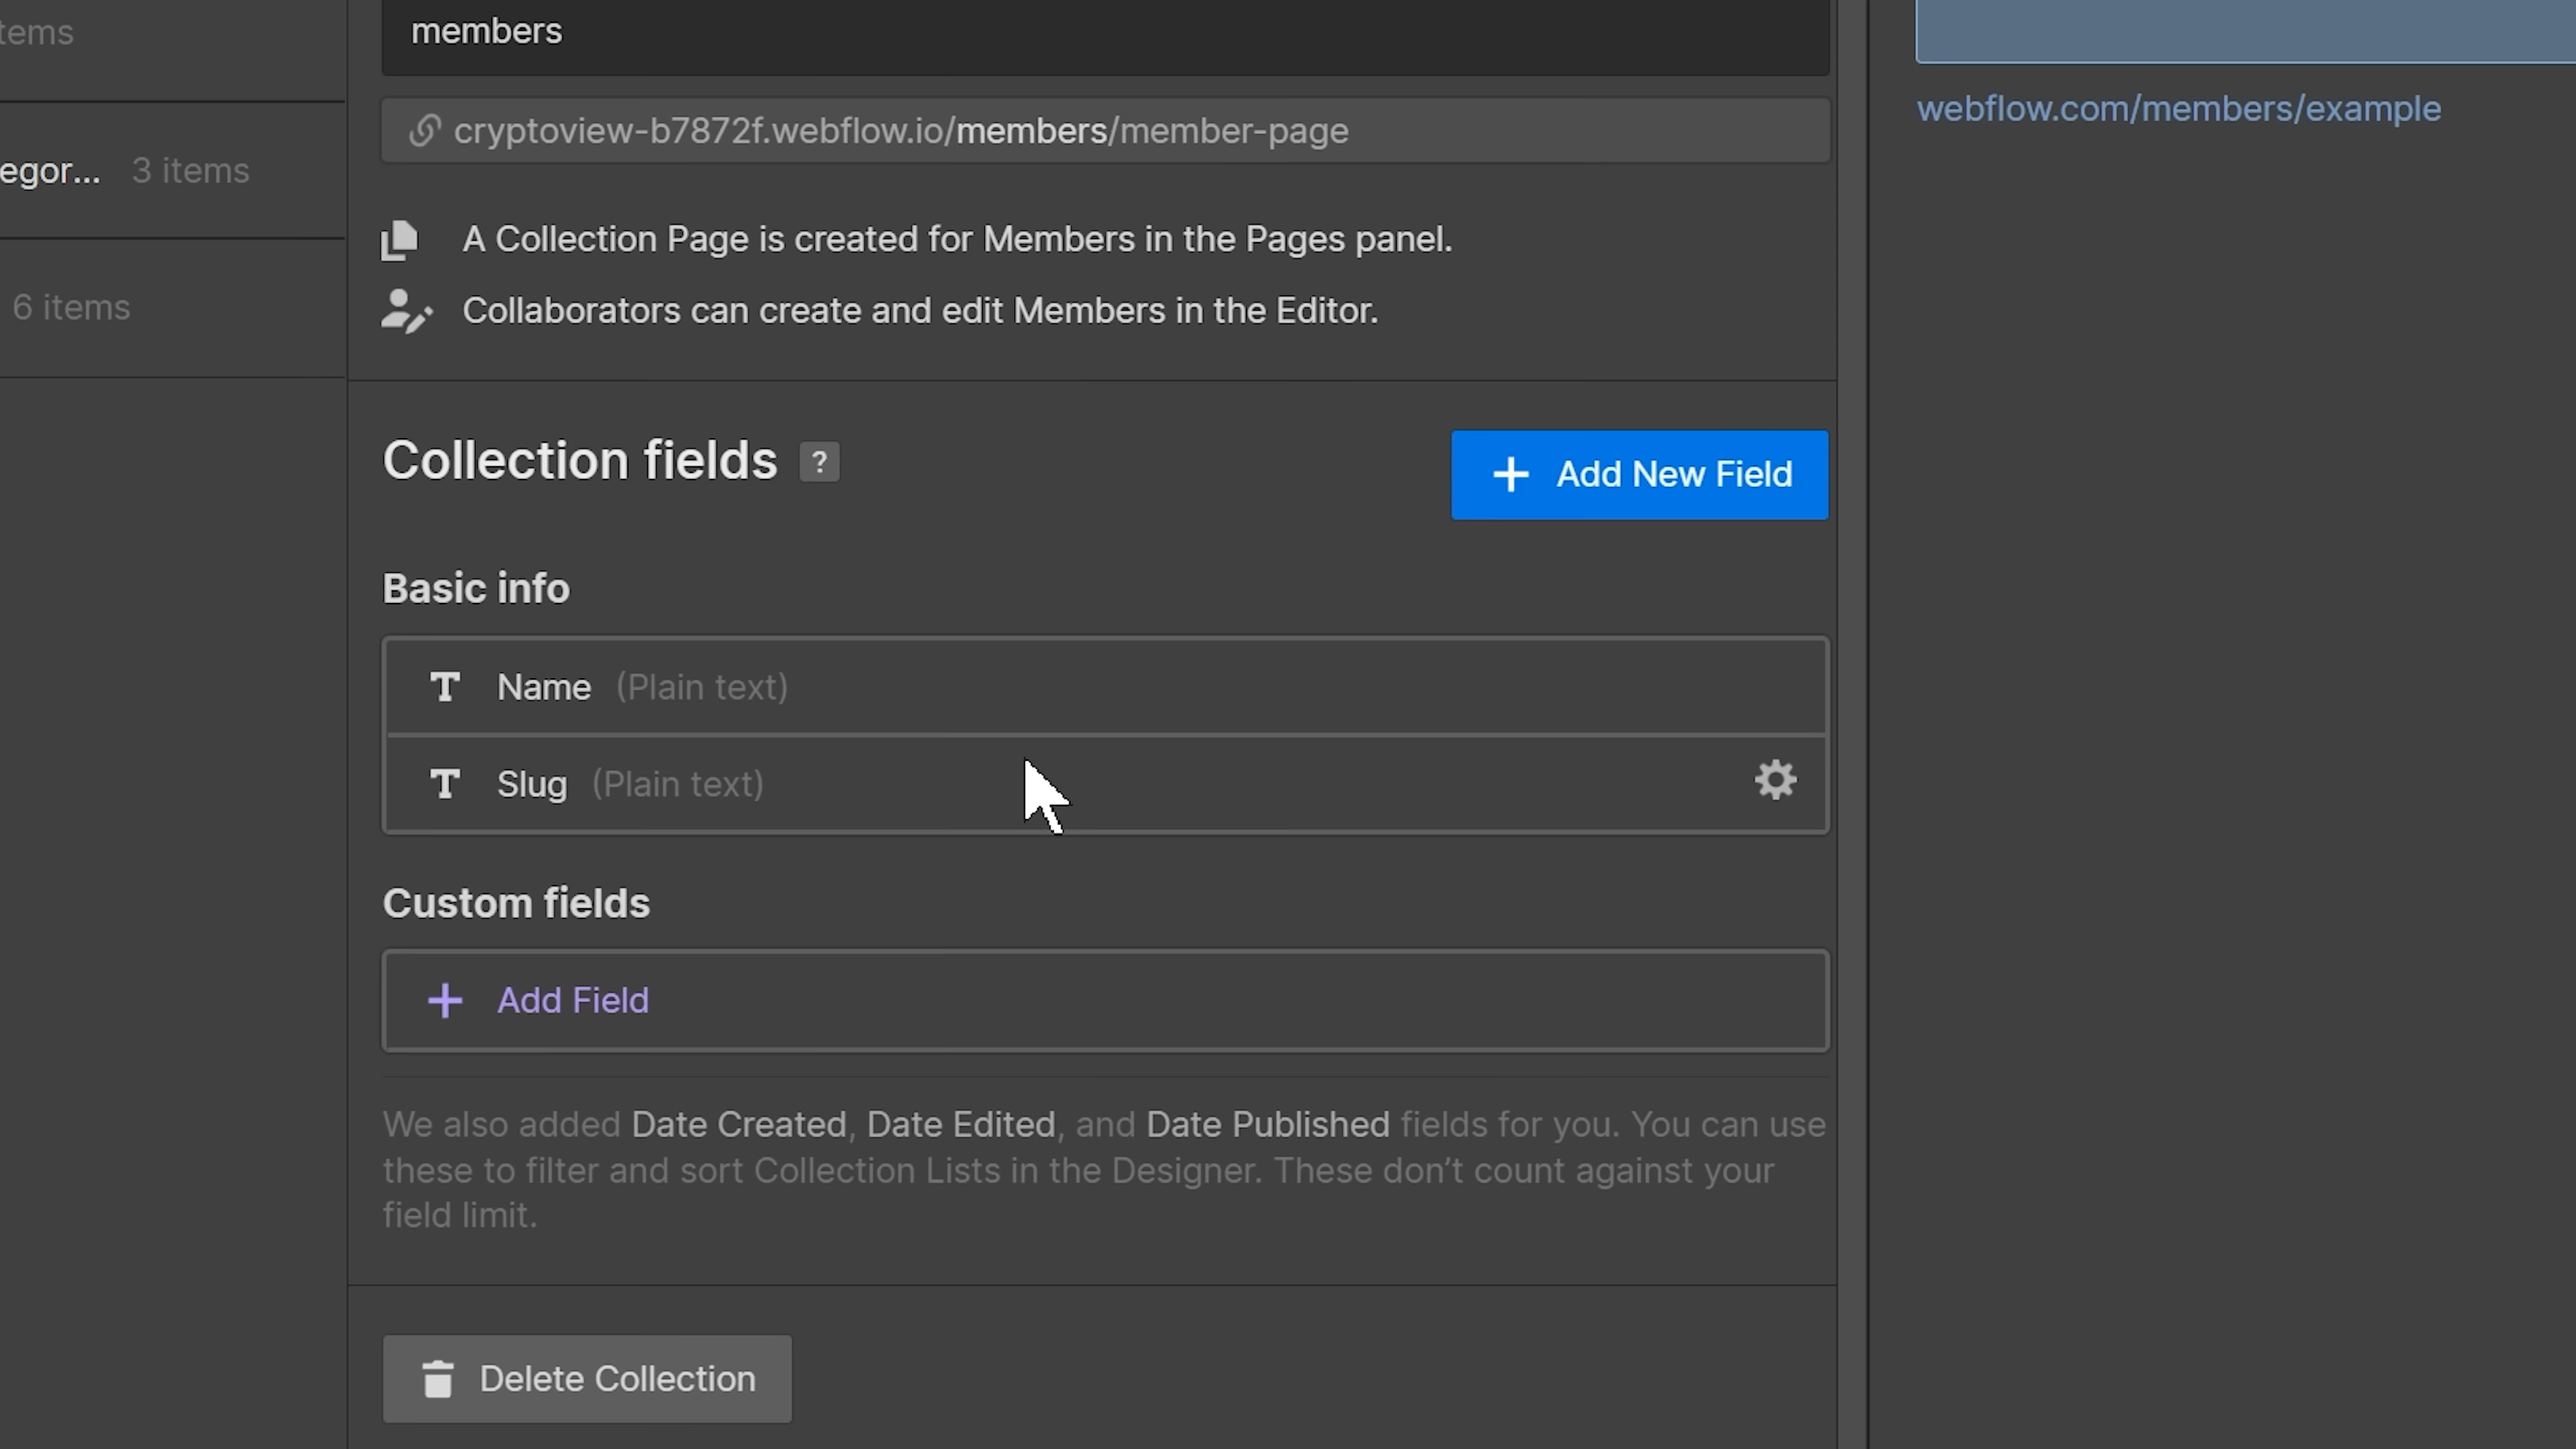 members
cryptoview-b7872f.webflow.io/members/member-page
webflow.com/members/example
3 items
6 items
A Collection Page is created for Members in the Pages panel.
Collaborators can create and edit Members in the Editor.
Collection fields ?
+ Add New Field
Basic info
T Name (Plain text)
T Slug (Plain text)
Custom fields
+ Add Field
We also added Date Created, Date Edited, and Date Published fields for you. You can use
these to filter and sort Collection Lists in the Designer. These don’t count against your
field limit.
Delete Collection